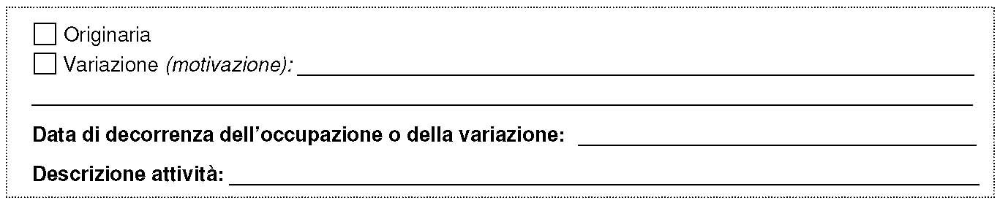 Originaria
Variazione (motivazione):
Data di decorrenza dell’occupazione o della variazione:
Descrizione attività: